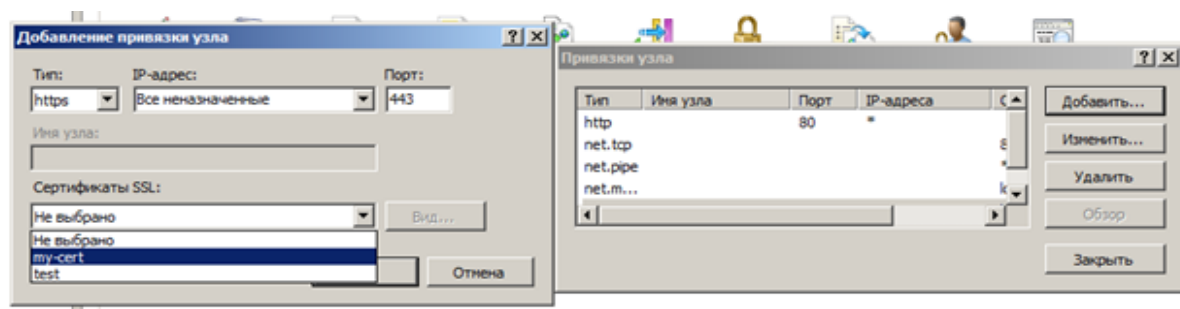 Добавление привязки узла
Тип: IP-адрес: Порт:
https Все неназначенные 443
Имя узла:
Сертификаты SSL:
Не выбрано Вид...
Не выбрано
my-cert
test
Отмена
Привязки узла
Тип Имя узла Порт IP-адреса
http 80 *
net.tcp
net.pipe
net.m...
Добавить...
Изменить...
Удалить
Обзор
Закрыть